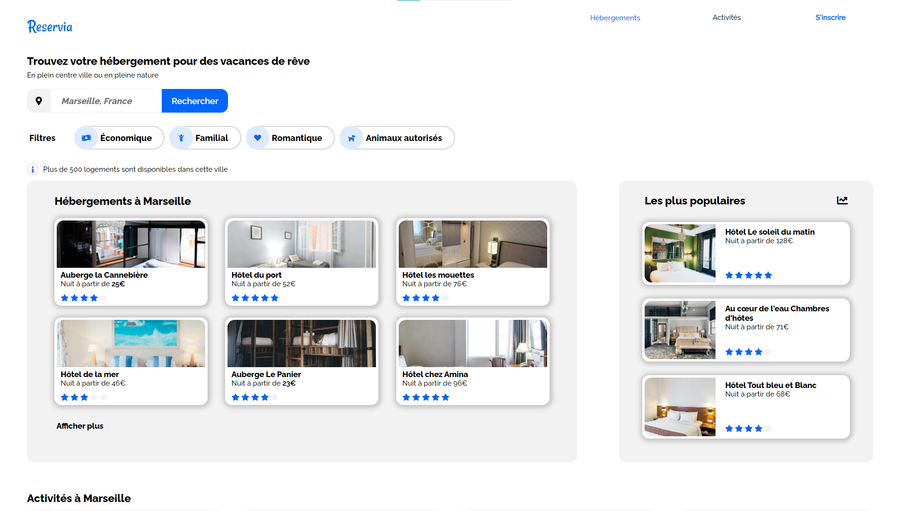 Reservia
Hébergements
Activités
S'inscrire
Trouvez votre hébergement pour des vacances de rêve
En plein centre ville ou en pleine nature
Marseille, France
Rechercher
Filtres
Économique
Familial
Romantique
Animaux autorisés
Plus de 500 logements sont disponibles dans cette ville
Hébergements à Marseille
Auberge la Cannebière
Nuit à partir de 25€
Hôtel du port
Nuit à partir de 52€
Hôtel les mouettes
Nuit à partir de 76€
Hôtel de la mer
Nuit à partir de 46€
Auberge Le Panier
Nuit à partir de 23€
Hôtel chez Amina
Nuit à partir de 96€
Afficher plus
Les plus populaires
Hôtel Le soleil du matin
Nuit à partir de 128€
Au cœur de l'eau Chambres
d'hôtes
Nuit à partir de 71€
Hôtel Tout bleu et Blanc
Nuit à partir de 68€
Activités à Marseille